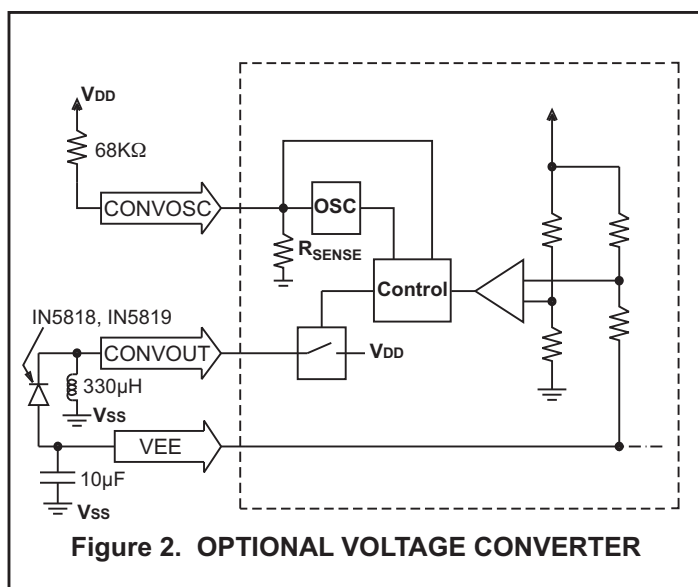 VDD
68KΩ
CONVOSC
OSC
RSENSE
Control
IN5818, IN5819
CONVOUT
VDD
330µH
VSS
VEE
10µF
VSS
Figure 2. OPTIONAL VOLTAGE CONVERTER